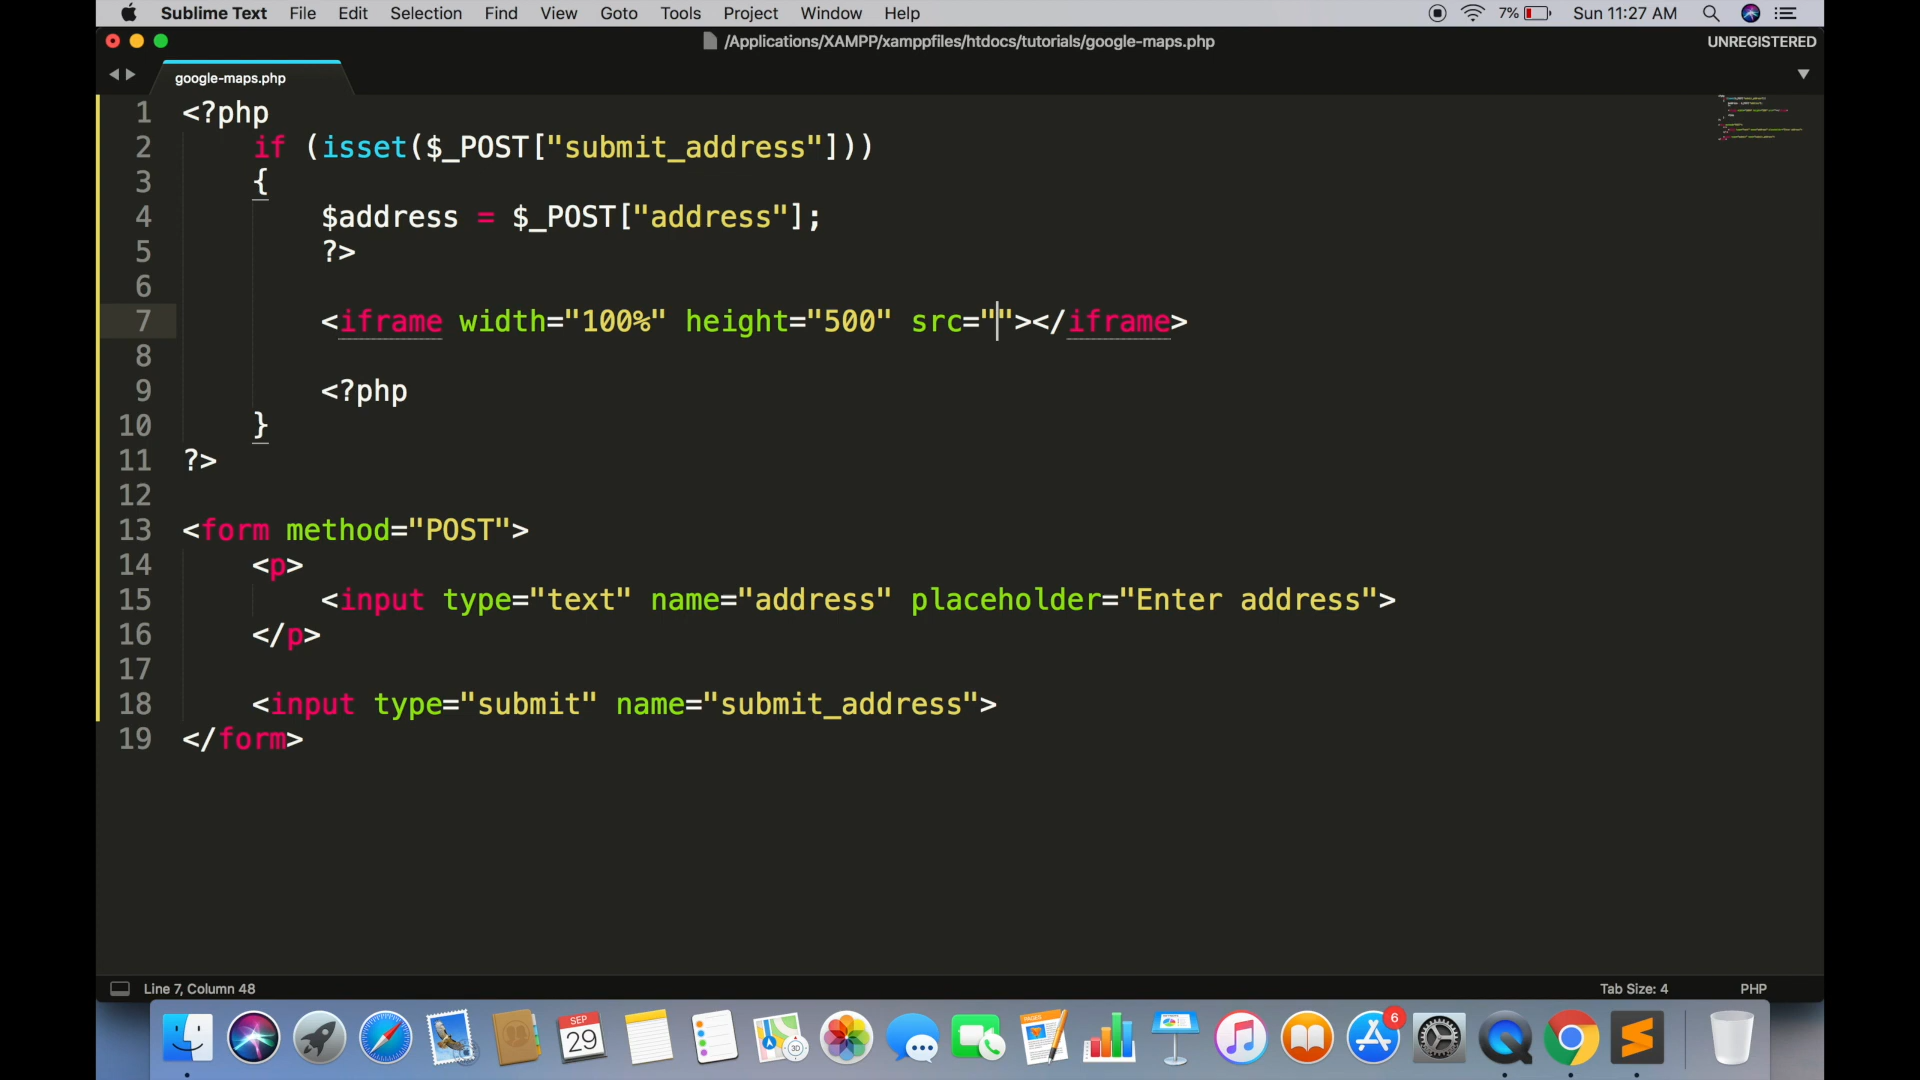 Sublime Text File Edit Selection Find View Goto Tools Project Window Help 7% Sun 11:27 AM
/Applications/XAMPP/xamppfiles/htdocs/tutorials/google-maps.php UNREGISTERED
google-maps.php
1 <?php
2 if (isset($_POST["submit_address"]))
3 {
4 $address = $_POST["address"];
5 ?>
6
7 <iframe width="100%" height="500" src=""></iframe>
8
9 <?php
10 }
11 ?>
12
13 <form method="POST">
14 <p>
15 <input type="text" name="address" placeholder="Enter address">
16 </p>
17
18 <input type="submit" name="submit_address">
19 </form>
Line 7, Column 48 Tab Size: 4 PHP
SEP
29
6